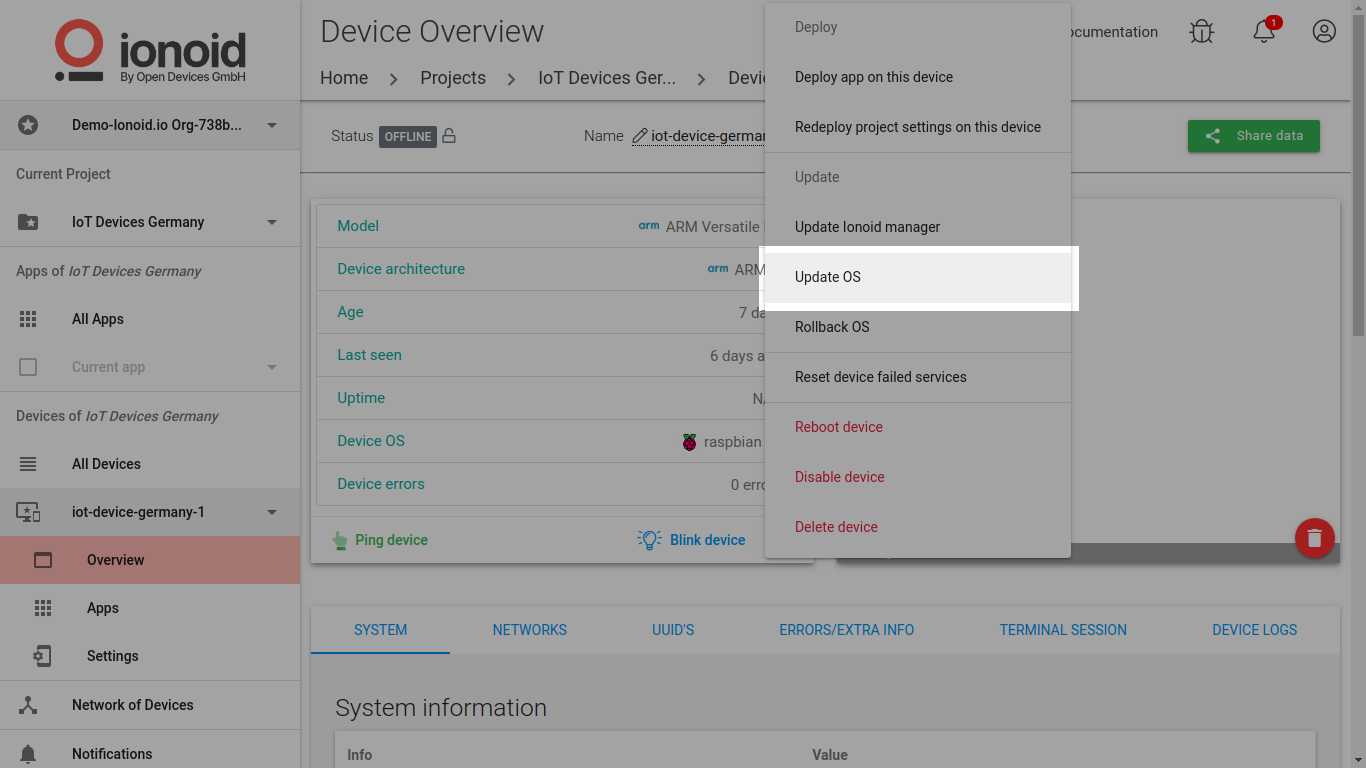 ionoid
By Open Devices GmbH
Demo-Ionoid.io Org-738b...
Current Project
IoT Devices Germany
Apps of IoT Devices Germany
All Apps
Current app
Devices of IoT Devices Germany
All Devices
iot-device-germany-1
Overview
Apps
Settings
Network of Devices
Notifications
Device Overview
Home
Projects
IoT Devices Ger...
1
Status OFFLINE
Name iot-device-germa
Share data
Model
ARM Versatile
Device architecture
ARM
Age
7 da
Last seen
6 days a
Uptime
N
Device OS
raspbian
Device errors
0 erro
Ping device
Blink device
Deploy
Deploy app on this device
Redeploy project settings on this device
Update
Update Ionoid manager
Update OS
Rollback OS
Reset device failed services
Reboot device
Disable device
Delete device
SYSTEM
NETWORKS
UUID'S
ERRORS/EXTRA INFO
TERMINAL SESSION
DEVICE LOGS
System information
Info
Value